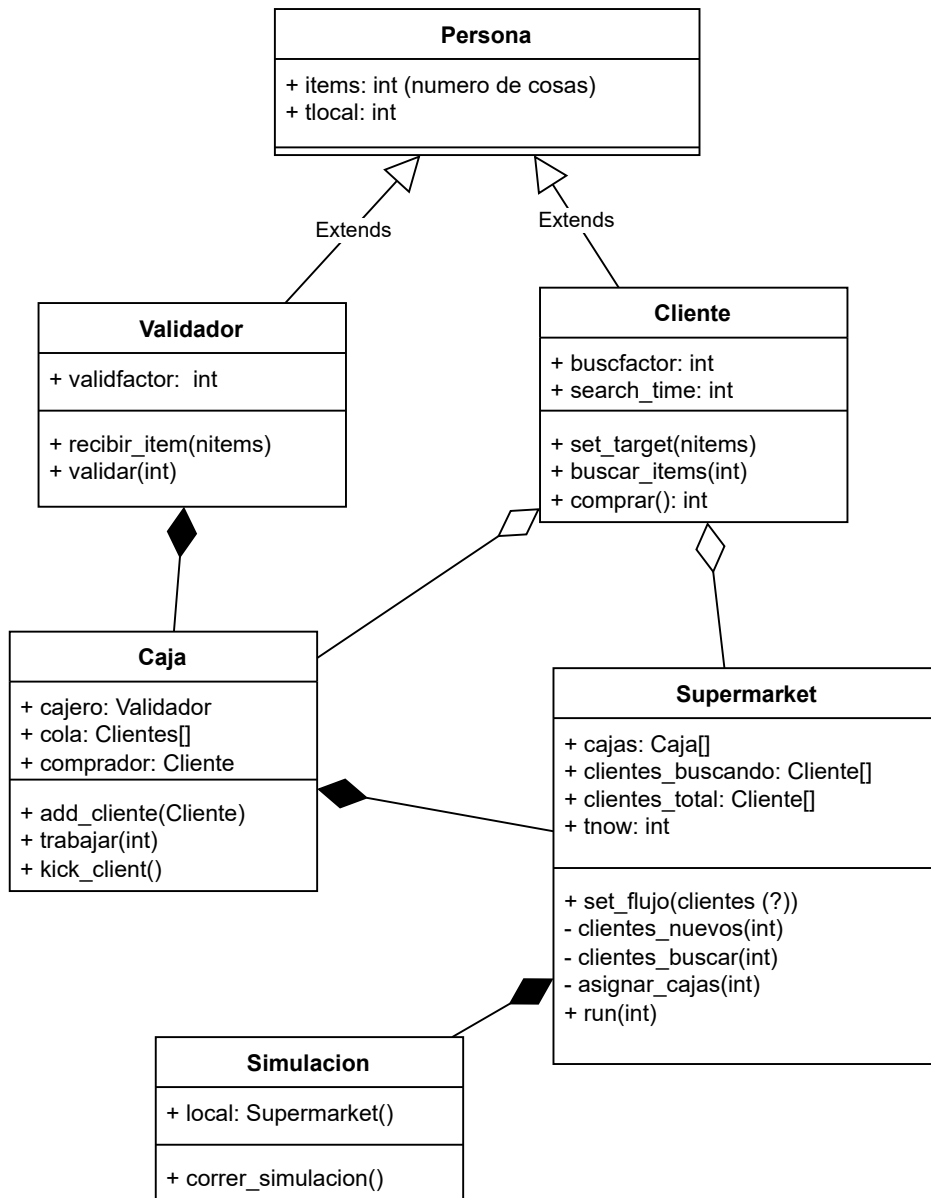 Persona
+ items: int (numero de cosas)
+ tlocal: int
Extends
Extends
Validador
+ validfactor:  int
+ recibir_item(nitems)
+ validar(int)
Cliente
+ buscfactor: int
+ search_time: int
+ set_target(nitems)
+ buscar_items(int)
+ comprar(): int
Caja
+ cajero: Validador
+ cola: Clientes[]
+ comprador: Cliente
+ add_cliente(Cliente)
+ trabajar(int)
+ kick_client()
Supermarket
+ cajas: Caja[]
+ clientes_buscando: Cliente[]
+ clientes_total: Cliente[]
+ tnow: int
+ set_flujo(clientes (?))
- clientes_nuevos(int)
- clientes_buscar(int)
- asignar_cajas(int)
+ run(int)
Simulacion
+ local: Supermarket()
+ correr_simulacion()